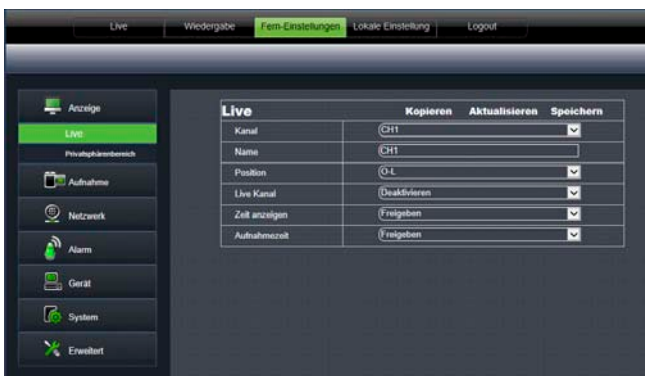 Live Wiedergabe Fern-Einstellungen Lokale Einstellung Logout
Anzeige
Live
Privatsphärenbereich
Aufnahme
Netzwerk
Alarm
Gerät
System
Erweitert
Live Kopieren Aktualisieren Speichern
Kanal CH1
Name CH1
Position O-L
Live Kanal Deaktivieren
Zeit anzeigen Freigeben
Aufnahmezeit Freigeben